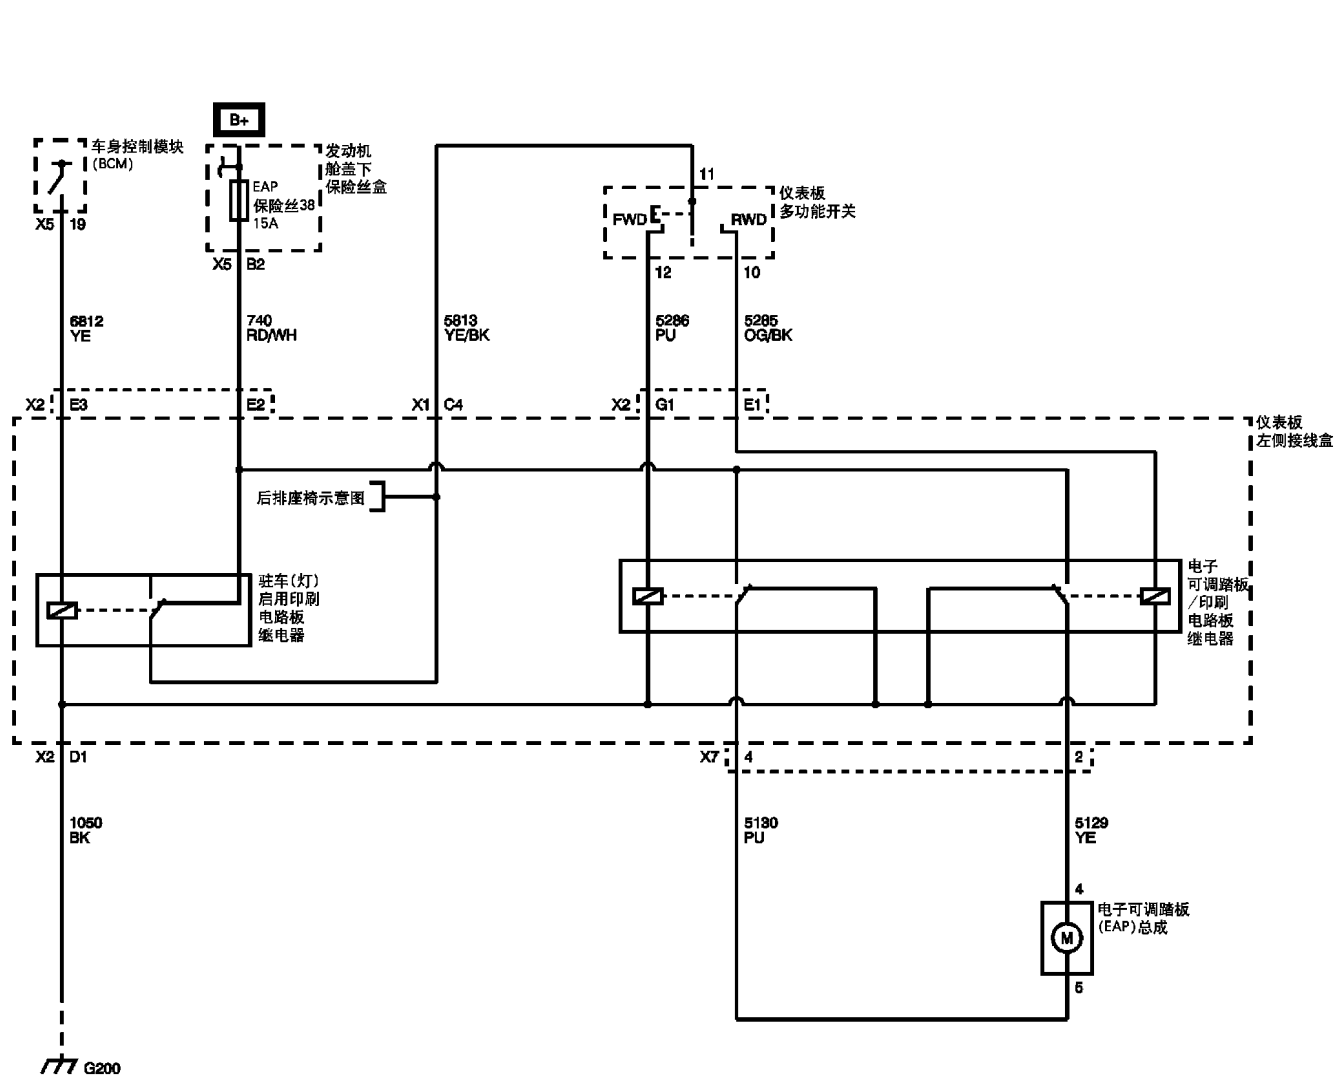 B+
车身控制模块
(BCM)
发动机
舱盖下
保险丝盒
EAP
保险丝38
15A
X5 19
X5 B2
11
仪表板
多功能开关
FWD
RWD
12
10
6812
YE
740
RD/WH
5813
YE/BK
5286
PU
5285
OG/BK
X2 E3
E2
X1 C4
X2 G1
E1
仪表板
左侧接线盒
后排座椅示意图
驻车(灯)
启用印刷
电路板
继电器
电子
可调踏板
/印刷
电路板
继电器
X2 D1
X7 4
2
1050
BK
5130
PU
5129
YE
4
电子可调踏板
(EAP)总成
M
5
G200